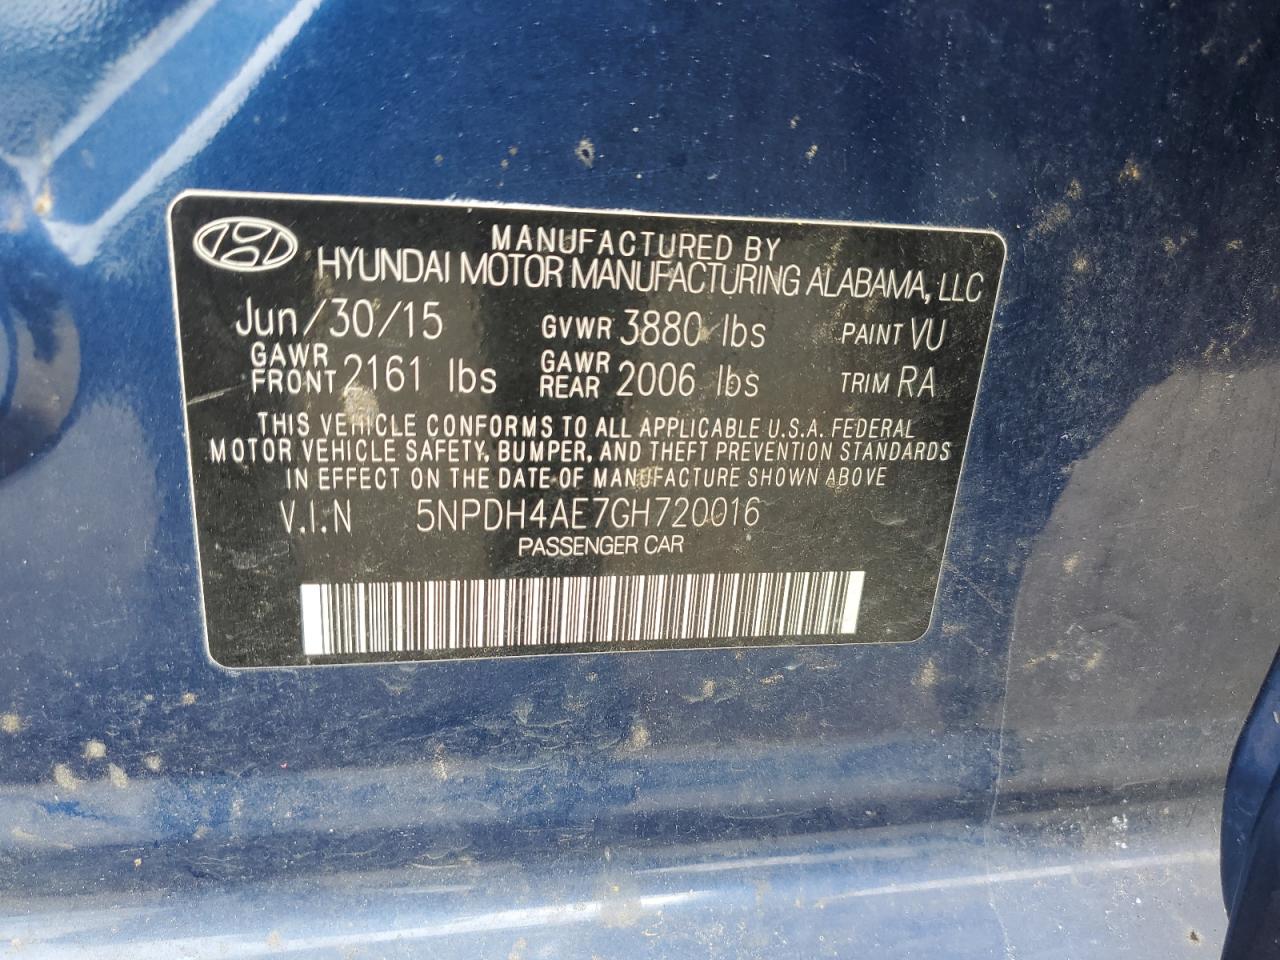 MANUFACTURED BY
HYUNDAI MOTOR MANUFACTURING ALABAMA, LLC
Jun/30/15 GVWR 3880 lbs PAINT VU
GAWR FRONT 2161 lbs GAWR REAR 2006 lbs TRIM RA
THIS VEHICLE CONFORMS TO ALL APPLICABLE U.S.A. FEDERAL
MOTOR VEHICLE SAFETY, BUMPER, AND THEFT PREVENTION STANDARDS
IN EFFECT ON THE DATE OF MANUFACTURE SHOWN ABOVE
V.I.N 5NPDH4AE7GH720016
PASSENGER CAR